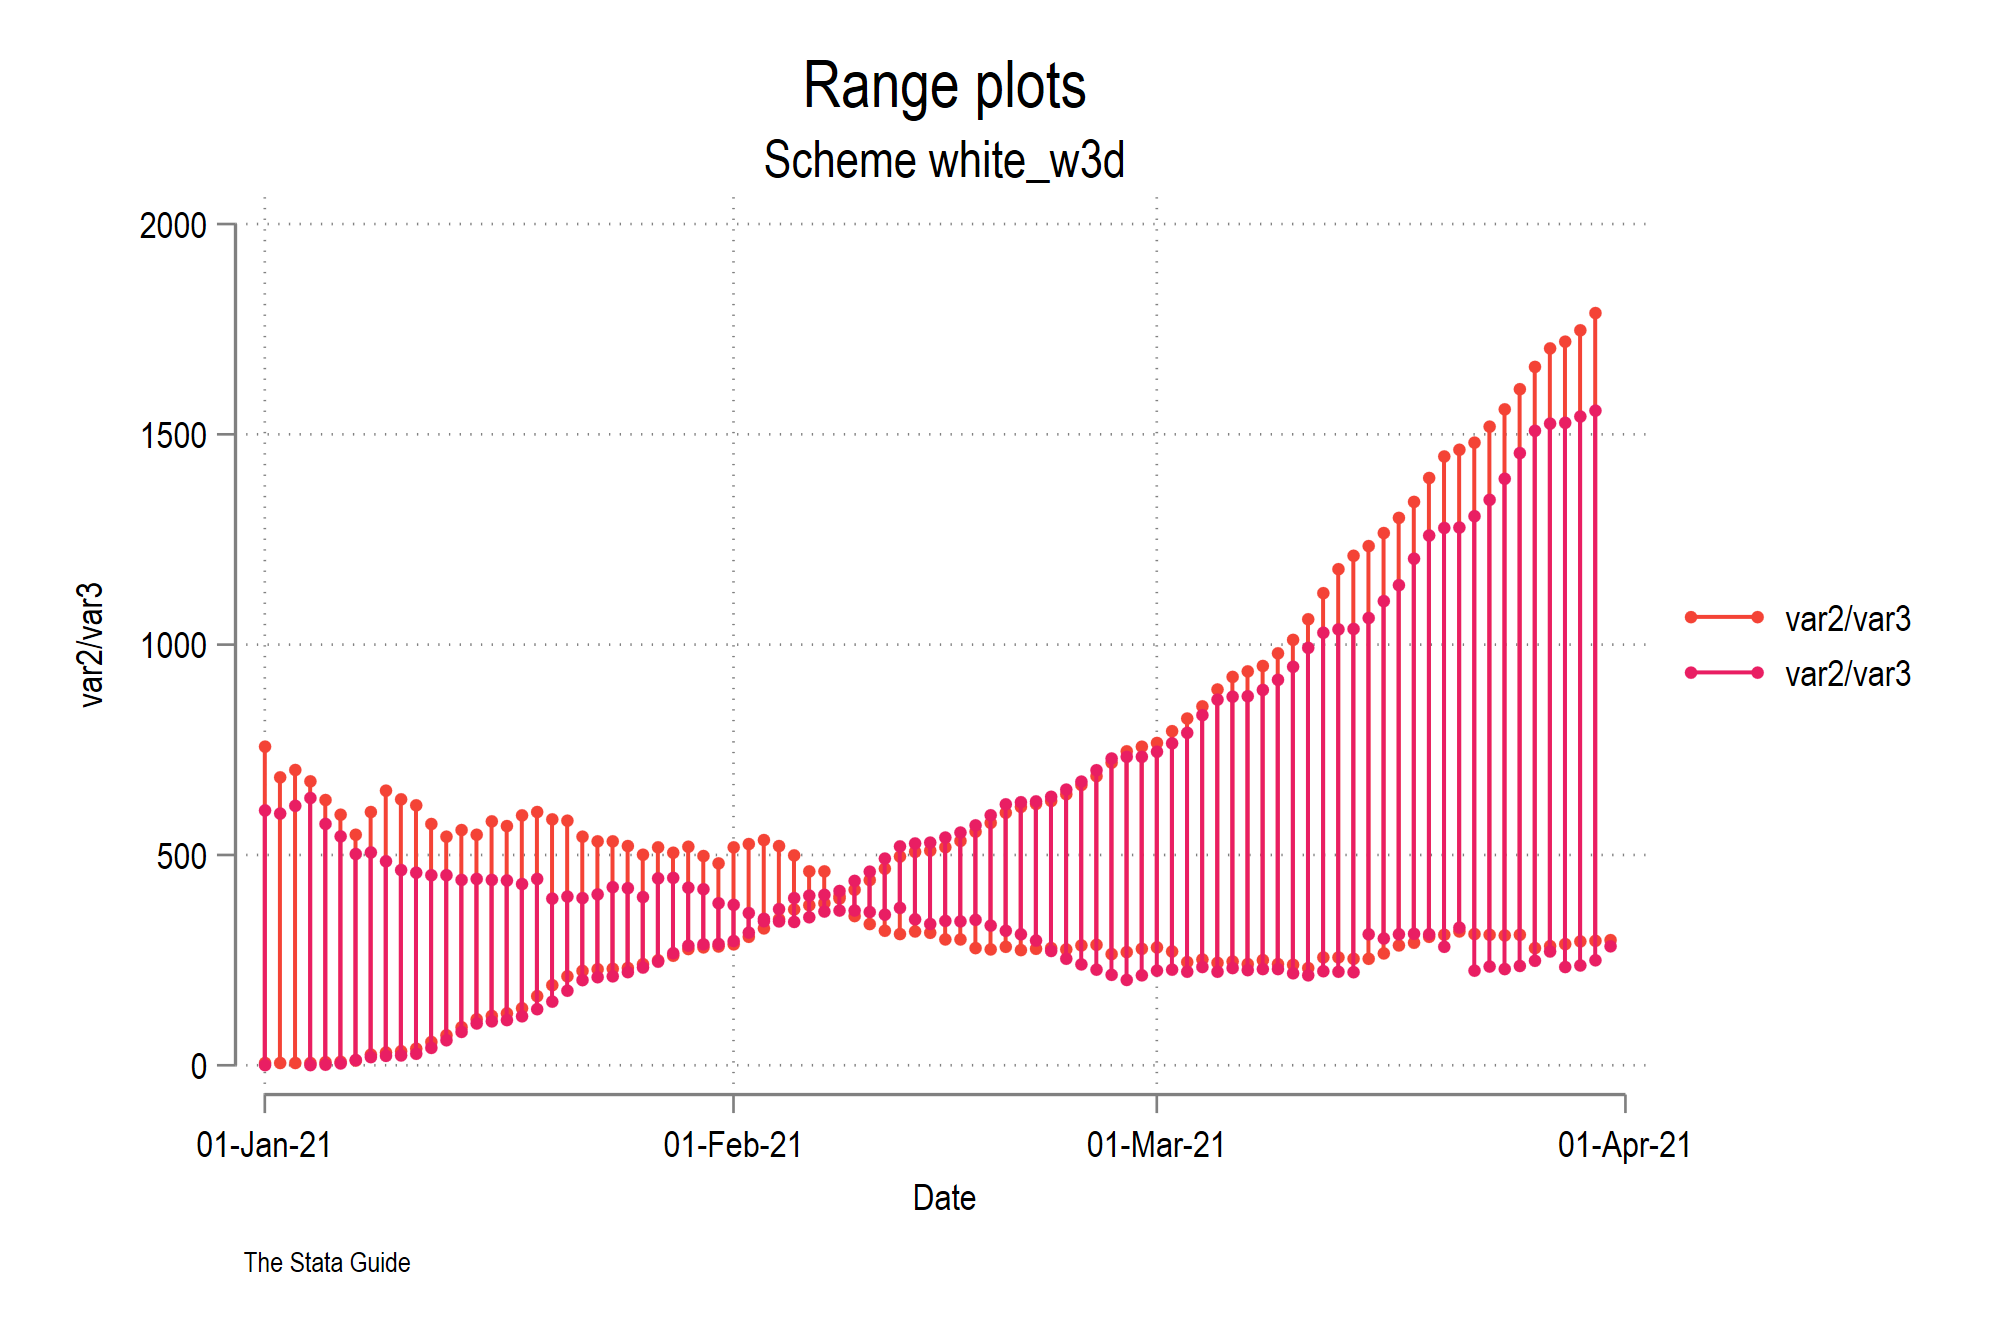 Range plots
Scheme white_w3d
2000
1500
1000
500
0
var2/var3
var2/var3
var2/var3
01-Jan-21
01-Feb-21
01-Mar-21
01-Apr-21
Date
The Stata Guide